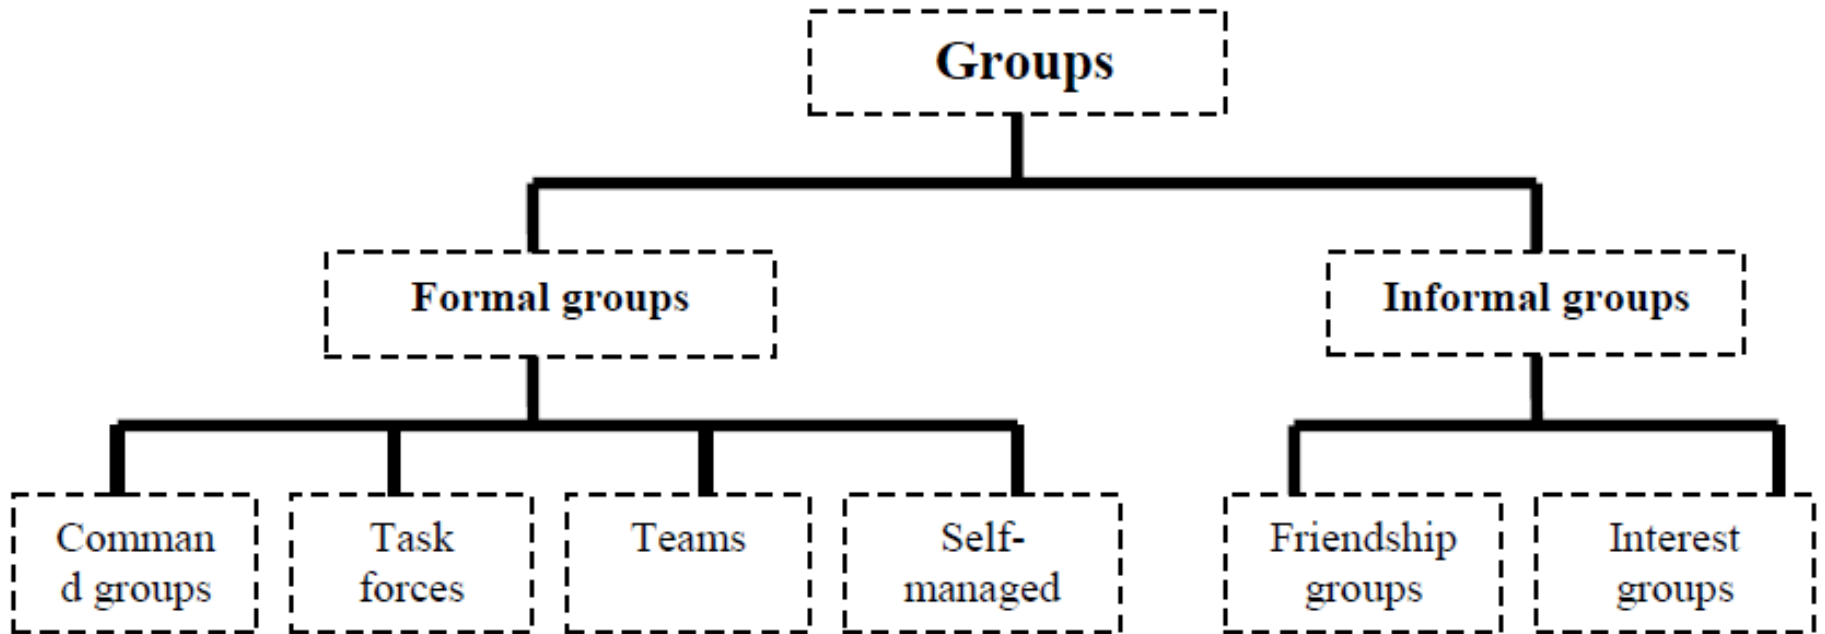 Groups
Formal groups
Informal groups
Comman
d groups
Task
forces
Teams
Self-
managed
Friendship
groups
Interest
groups